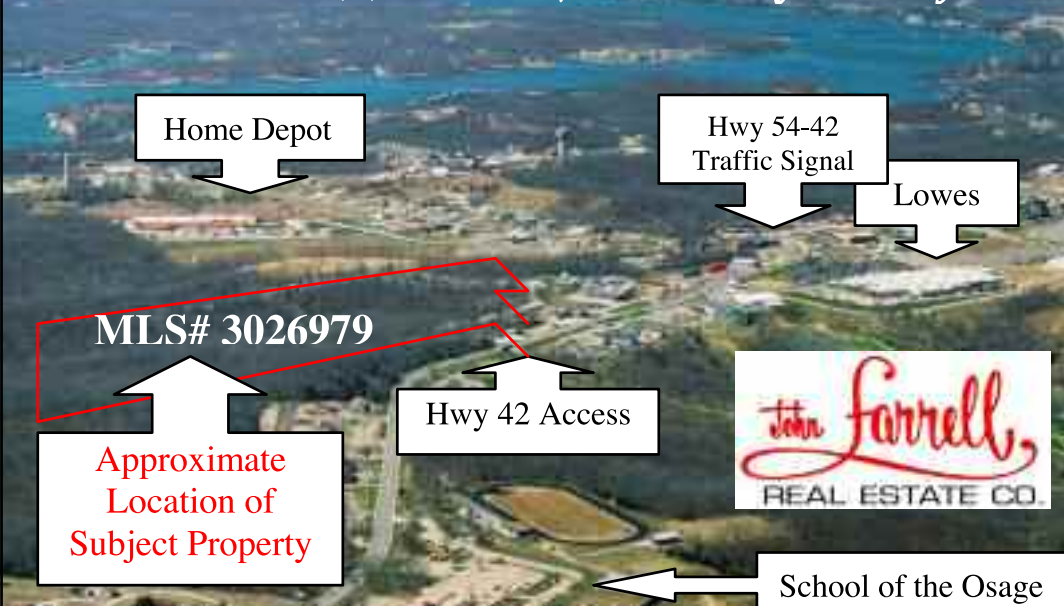 Home Depot
Hwy 54-42
Traffic Signal
Lowes
MLS# 3026979
Hwy 42 Access
Approximate
Location of
Subject Property
John Farrell
REAL ESTATE CO.
School of the Osage